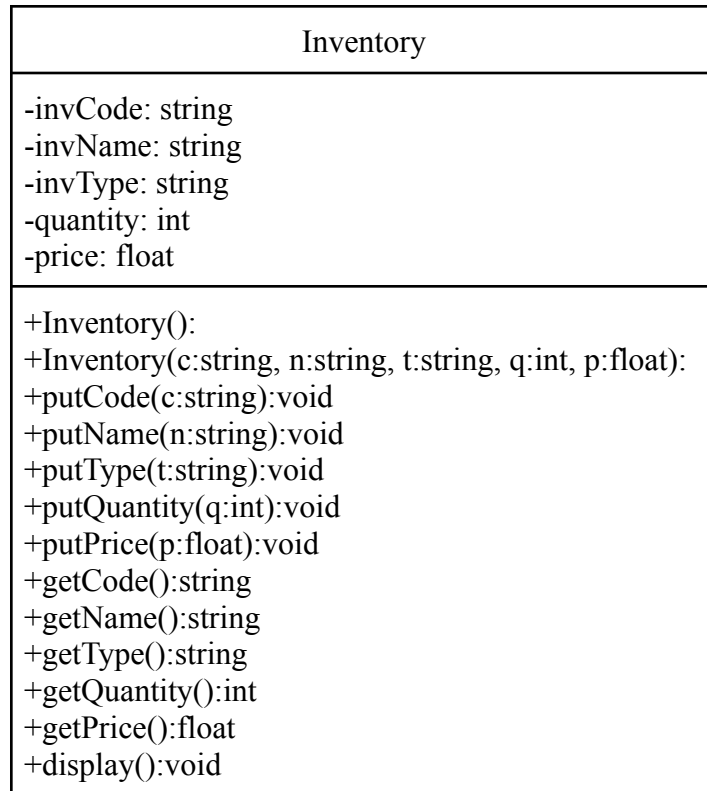 Inventory
-invCode: string
-invName: string
-invType: string
-quantity: int
-price: float
+Inventory():
+Inventory(c:string, n:string, t:string, q:int, p:float):
+putCode(c:string):void
+putName(n:string):void
+putType(t:string):void
+putQuantity(q:int):void
+putPrice(p:float):void
+getCode():string
+getName():string
+getType():string
+getQuantity():int
+getPrice():float
+display():void